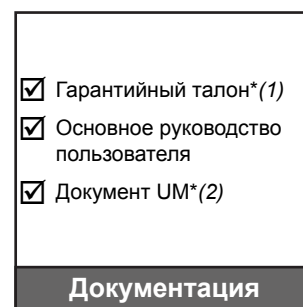 Гарантийный талон*(1)
Основное руководство
пользователя
Документ UM*(2)
Документация